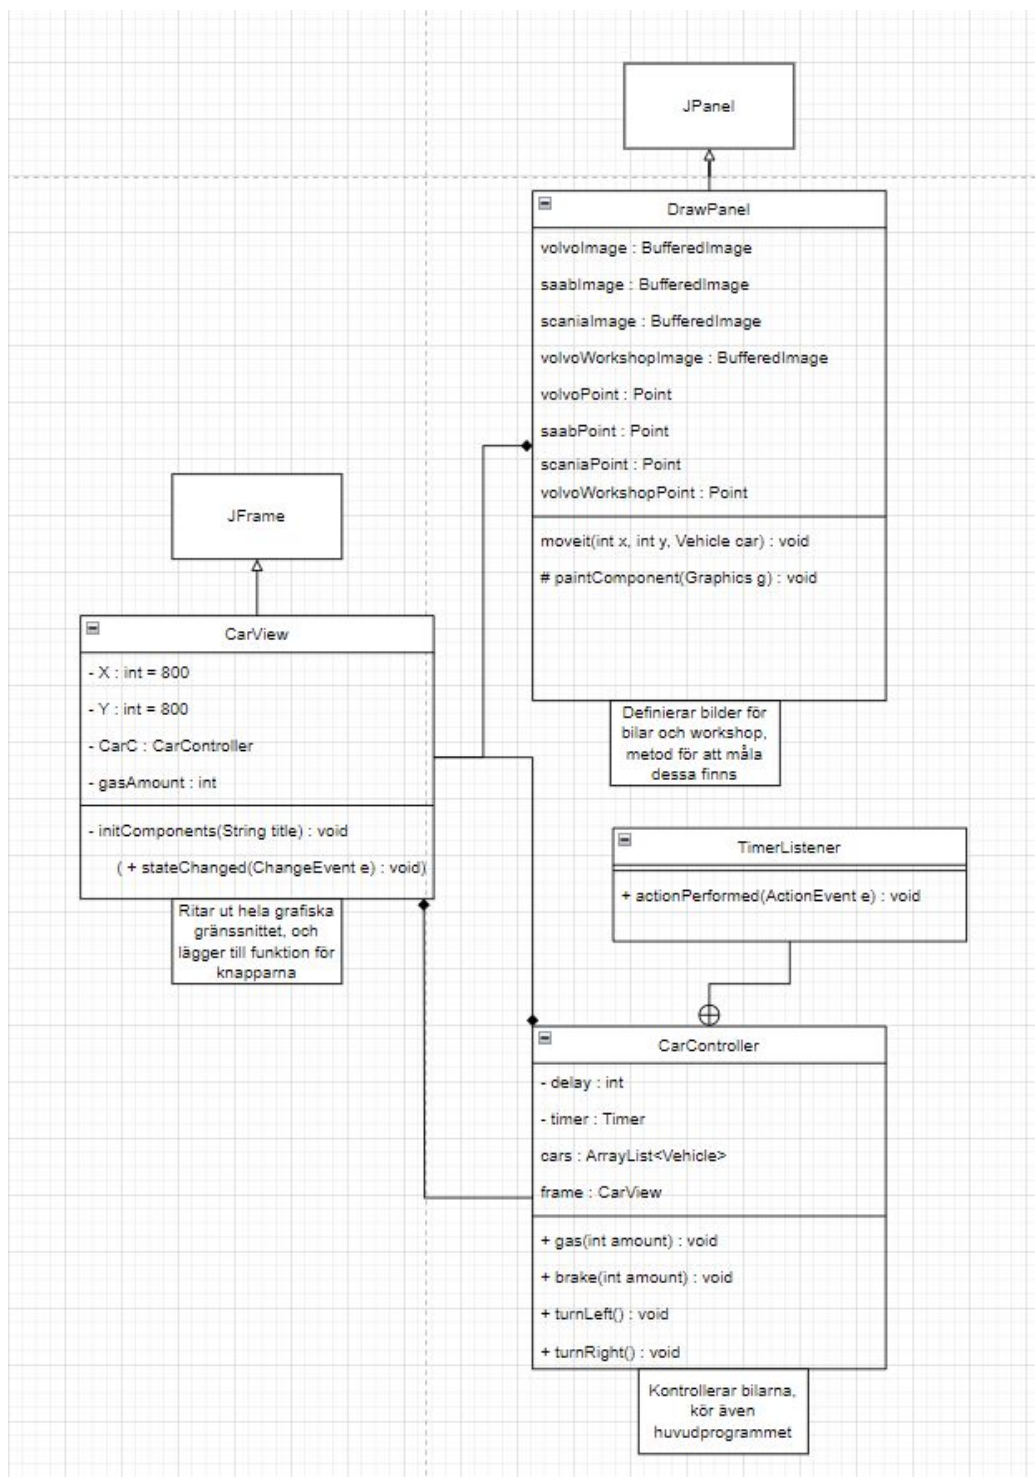 JPanel
DrawPanel
volvoImage : BufferedImage
saabImage : BufferedImage
scaniaImage : BufferedImage
volvoWorkshopImage : BufferedImage
volvoPoint : Point
saabPoint : Point
scaniaPoint : Point
volvoWorkshopPoint : Point
moveit(int x, int y, Vehicle car) : void
# paintComponent(Graphics g) : void
Definierar bilder för
bilar och workshop,
metod för att måla
dessa finns
JFrame
CarView
- X : int = 800
- Y : int = 800
- CarC : CarController
- gasAmount : int
- initComponents(String title) : void
( + stateChanged(ChangeEvent e) : void)
Ritar ut hela grafiska
gränssnittet, och
lägger till funktion för
knapparna
TimerListener
+ actionPerformed(ActionEvent e) : void
CarController
- delay : int
- timer : Timer
cars : ArrayList<Vehicle>
frame : CarView
+ gas(int amount) : void
+ brake(int amount) : void
+ turnLeft() : void
+ turnRight() : void
Kontrollerar bilarna,
kör även
huvudprogrammet